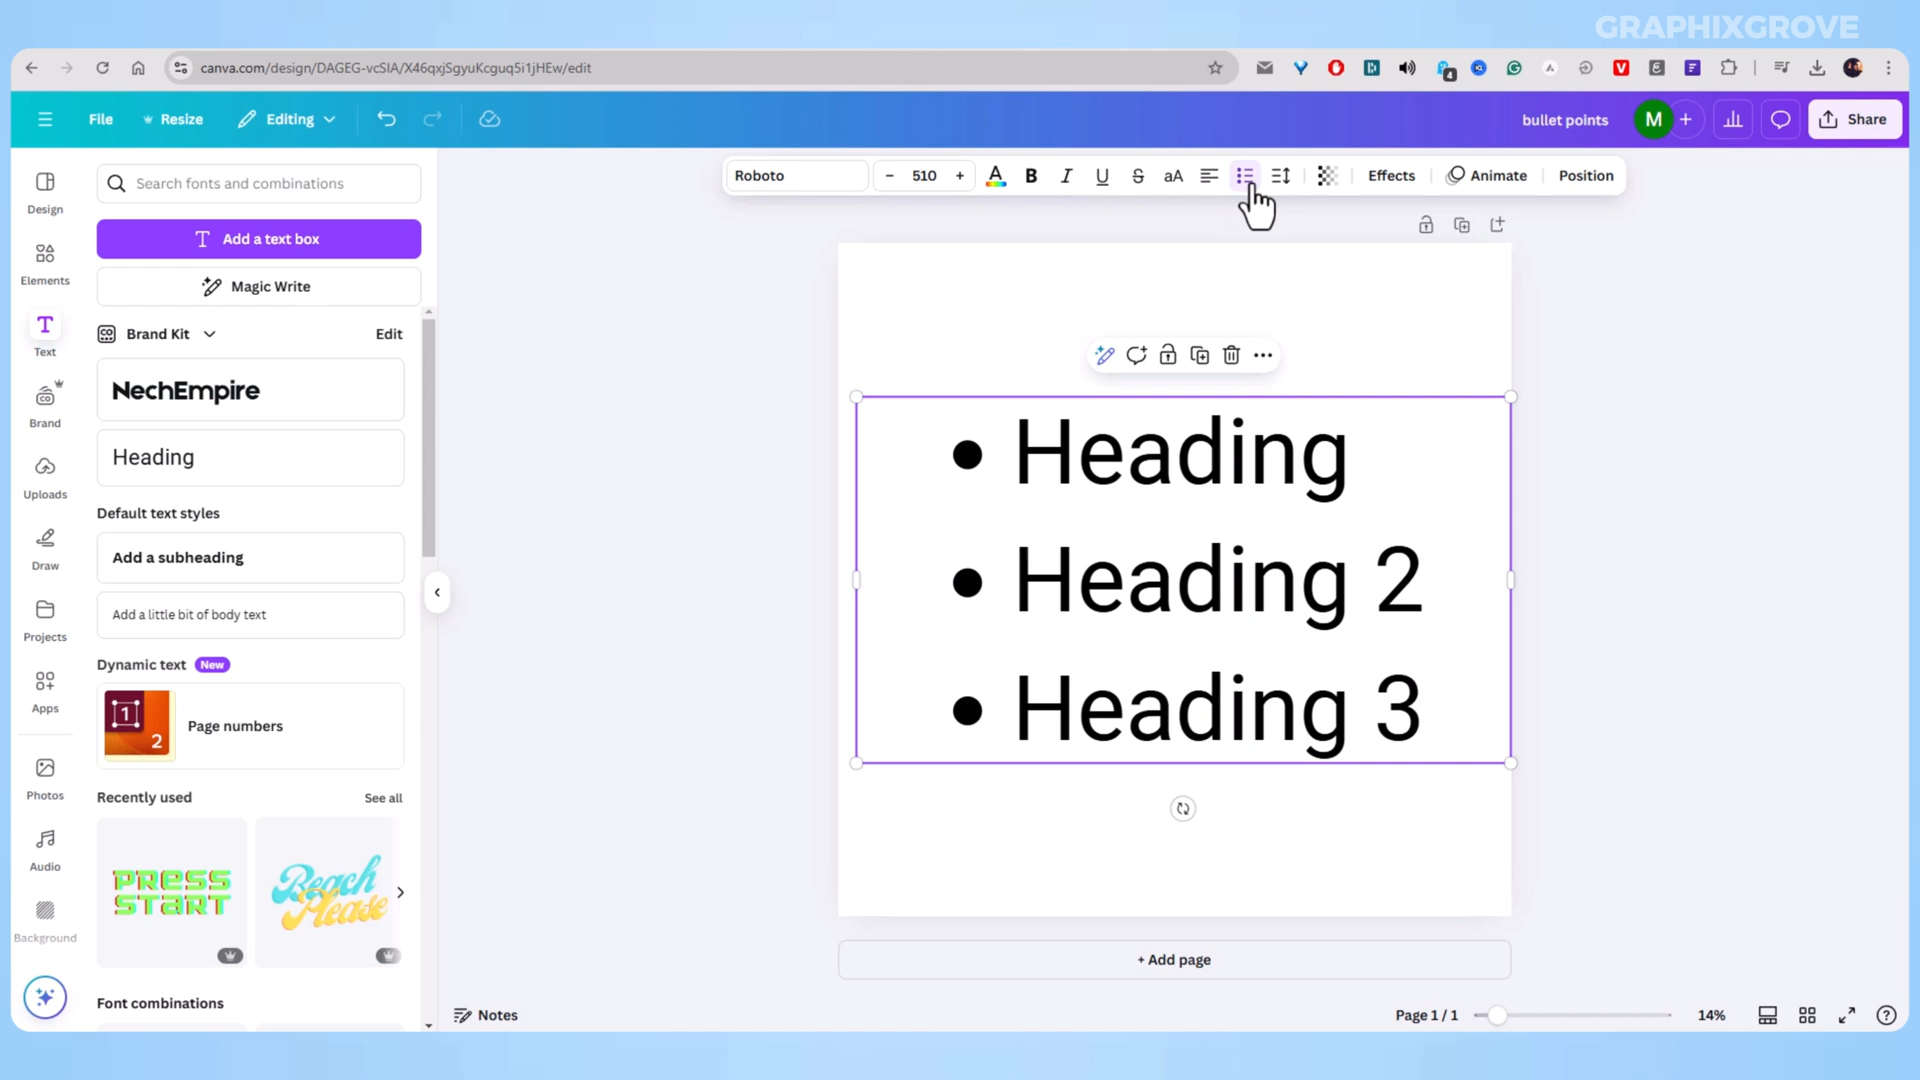 GRAPHIXGROVE
canva.com/design/DAGEG-vcSIA/X46qxjSgyuKcguq5i1jHEw/edit
4
File
Resize
Editing
bullet points
M
Share
Roboto
- 510 +
A B I U S aA
Effects
Animate
Position
Design
Elements
Text
Brand
Uploads
Draw
Projects
Apps
Photos
Audio
Background
Search fonts and combinations
Add a text box
Magic Write
Brand Kit
Edit
NechEmpire
Heading
Default text styles
Add a subheading
Add a little bit of body text
Dynamic text New
1
2
Page numbers
Recently used
See all
PRESS
START
Beach
Please
Font combinations
• Heading
• Heading 2
• Heading 3
+ Add page
Notes
Page 1 / 1
14%